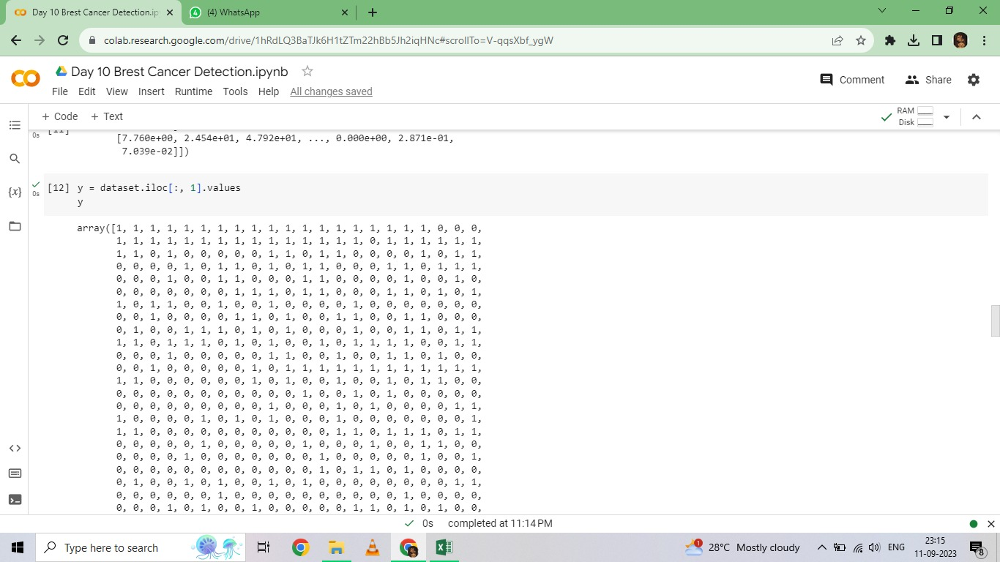 Day 10 Brest Cancer Detection.ip
(4) WhatsApp
colab.research.google.com/drive/1hRdLQ3BaTJk6H1tZTm22hBb5Jh2iqHNc#scrollTo=V-qqsXbf_ygW
Day 10 Brest Cancer Detection.ipynb
Comment
Share
File Edit View Insert Runtime Tools Help All changes saved
+ Code + Text
RAM
Disk
[11]
0s
[7.760e+00, 2.454e+01, 4.792e+01, ..., 0.000e+00, 2.871e-01,
7.039e-02]])
[12] y = dataset.iloc[:, 1].values
0s
y
array([1, 1, 1, 1, 1, 1, 1, 1, 1, 1, 1, 1, 1, 1, 1, 1, 1, 1, 1, 0, 0, 0,
1, 1, 1, 1, 1, 1, 1, 1, 1, 1, 1, 1, 1, 1, 1, 0, 1, 1, 1, 1, 1, 1,
1, 1, 0, 1, 0, 0, 0, 0, 0, 1, 1, 0, 1, 1, 0, 0, 0, 0, 1, 0, 1, 1,
0, 0, 0, 0, 1, 0, 1, 1, 0, 1, 0, 1, 1, 0, 0, 0, 1, 1, 0, 1, 1, 1,
0, 0, 0, 1, 0, 0, 1, 1, 0, 0, 0, 1, 1, 0, 0, 0, 0, 1, 0, 0, 1, 0,
0, 0, 0, 0, 0, 0, 0, 1, 1, 1, 0, 1, 1, 0, 0, 0, 1, 1, 0, 1, 0, 1,
1, 0, 1, 1, 0, 0, 1, 0, 0, 1, 0, 0, 0, 0, 1, 0, 0, 0, 0, 0, 0, 0,
0, 0, 1, 0, 0, 0, 0, 1, 1, 0, 1, 0, 0, 1, 1, 0, 0, 1, 1, 0, 0, 0,
0, 1, 0, 0, 1, 1, 1, 0, 1, 0, 1, 0, 0, 0, 1, 0, 0, 1, 1, 0, 1, 1,
1, 1, 0, 1, 1, 1, 0, 1, 0, 1, 0, 0, 1, 0, 1, 1, 1, 1, 0, 0, 1, 1,
0, 0, 0, 1, 0, 0, 0, 0, 0, 1, 1, 0, 0, 1, 0, 0, 1, 1, 0, 1, 0, 0,
0, 0, 1, 0, 0, 0, 0, 0, 1, 0, 1, 1, 1, 1, 1, 1, 1, 1, 1, 1, 1, 1,
1, 1, 0, 0, 0, 0, 0, 0, 1, 0, 1, 0, 0, 1, 0, 0, 1, 0, 1, 1, 0, 0,
0, 0, 0, 0, 0, 0, 0, 0, 0, 0, 0, 1, 0, 0, 1, 0, 1, 0, 0, 0, 0, 0,
0, 0, 0, 0, 0, 0, 0, 0, 0, 1, 0, 0, 0, 1, 0, 1, 0, 0, 0, 0, 1, 1,
1, 0, 0, 0, 0, 1, 0, 1, 0, 1, 0, 0, 0, 1, 0, 0, 0, 0, 0, 0, 0, 1,
1, 1, 0, 0, 0, 0, 0, 0, 0, 0, 0, 0, 0, 1, 1, 0, 1, 1, 1, 0, 1, 1,
0, 0, 0, 0, 0, 1, 0, 0, 0, 0, 0, 1, 0, 0, 0, 1, 0, 0, 1, 1, 0, 0,
0, 0, 0, 0, 1, 0, 0, 0, 0, 0, 0, 0, 1, 0, 0, 0, 0, 0, 1, 0, 0, 1,
0, 0, 0, 0, 0, 0, 0, 0, 0, 0, 0, 0, 1, 0, 1, 1, 0, 1, 0, 0, 0, 0,
0, 1, 0, 0, 1, 0, 1, 0, 0, 1, 0, 1, 0, 0, 0, 0, 0, 0, 0, 0, 1, 1,
0, 0, 0, 0, 0, 0, 1, 0, 0, 0, 0, 0, 0, 0, 0, 0, 0, 1, 0, 0, 0, 0,
0, 0, 0, 1, 0, 1, 0, 0, 1, 0, 0, 0, 0, 0, 1, 1, 0, 1, 0, 1, 0, 0,
0s completed at 11:14 PM
Type here to search
1
28°C Mostly cloudy
ENG
23:15
11-09-2023
8